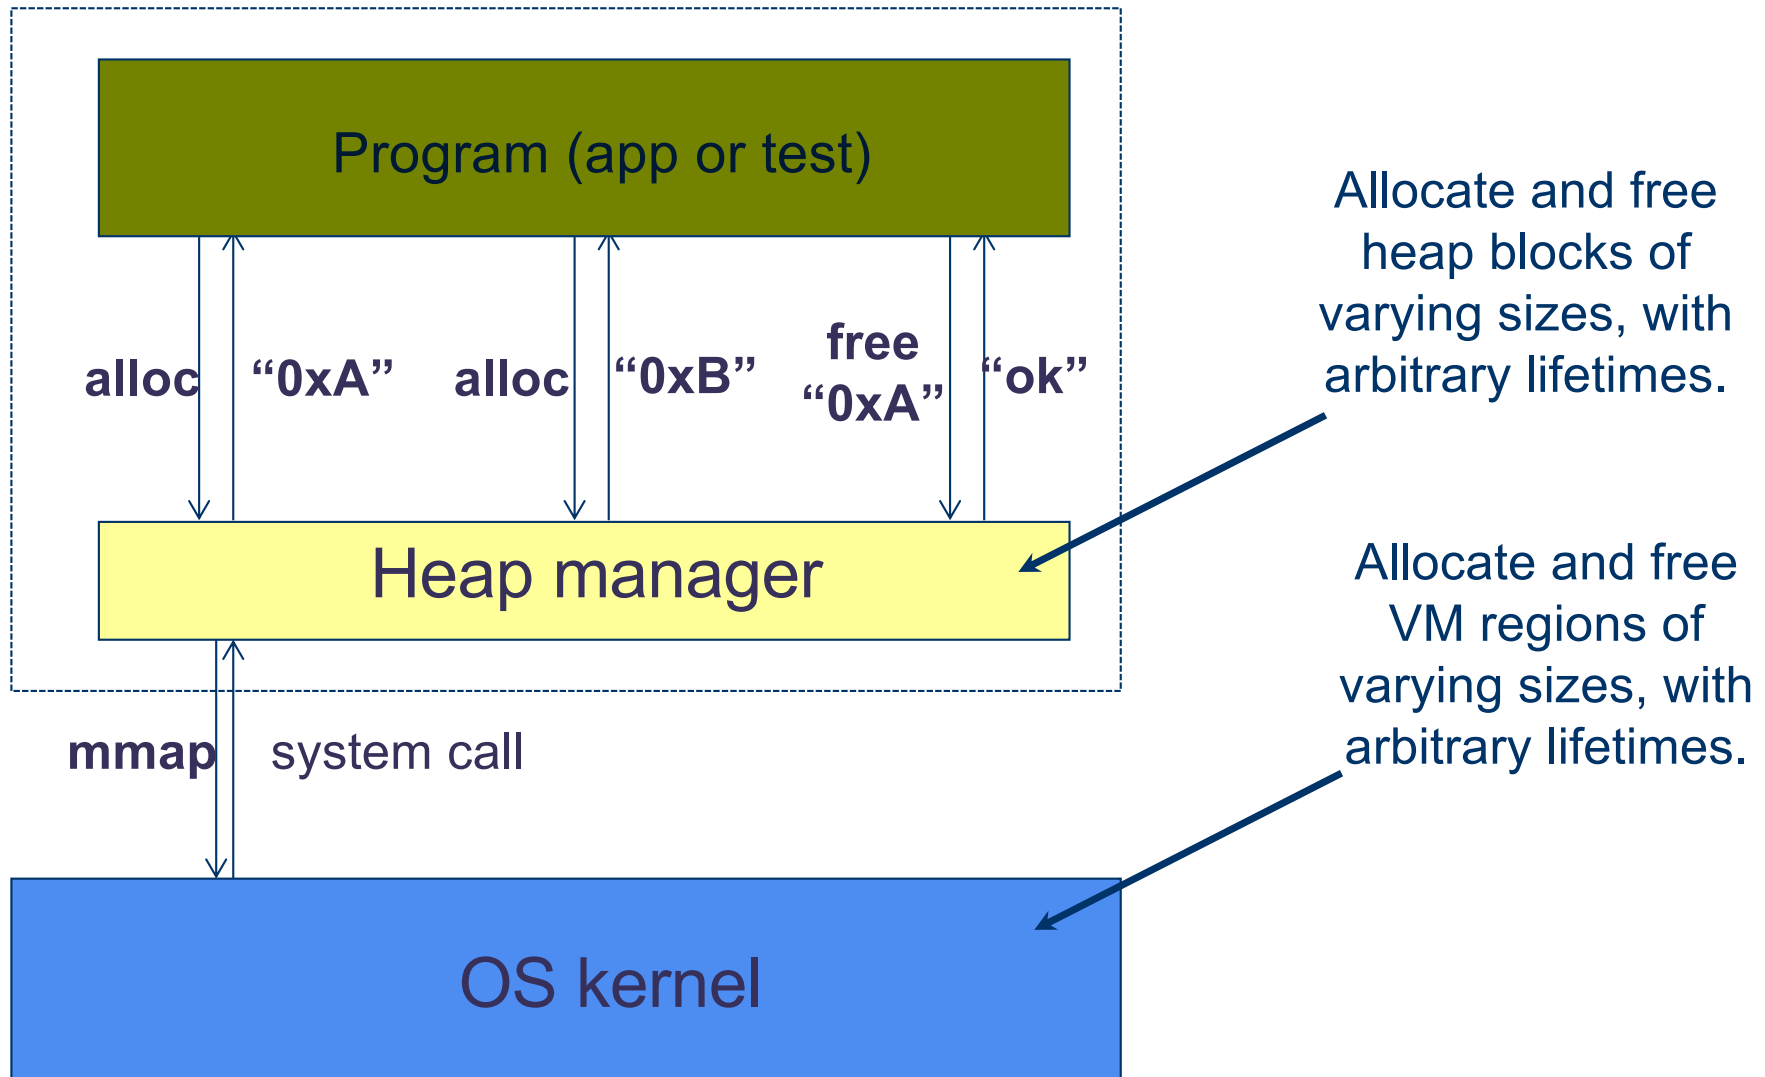 Program (app or test)
alloc
“0xA”
alloc
“0xB”
free
“0xA”
“ok”
Heap manager
mmap
system call
OS kernel
Allocate and free
heap blocks of
varying sizes, with
arbitrary lifetimes.
Allocate and free
VM regions of
varying sizes, with
arbitrary lifetimes.